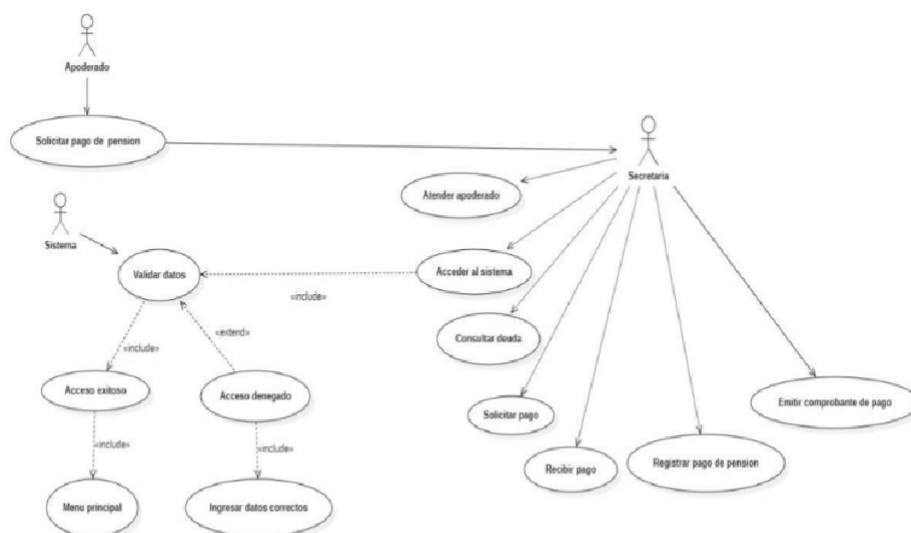 Apoderado
Solicitar pago de pension
Secretaria
Atender apoderado
Sistema
Validar datos
Acceder al sistema
«include»
Consultar deuda
«include»
«extend»
Acceso exitoso
Acceso denegado
Solicitar pago
Emitir comprobante de pago
«include»
«include»
Recibir pago
Registrar pago de pension
Menu principal
Ingresar datos correctos